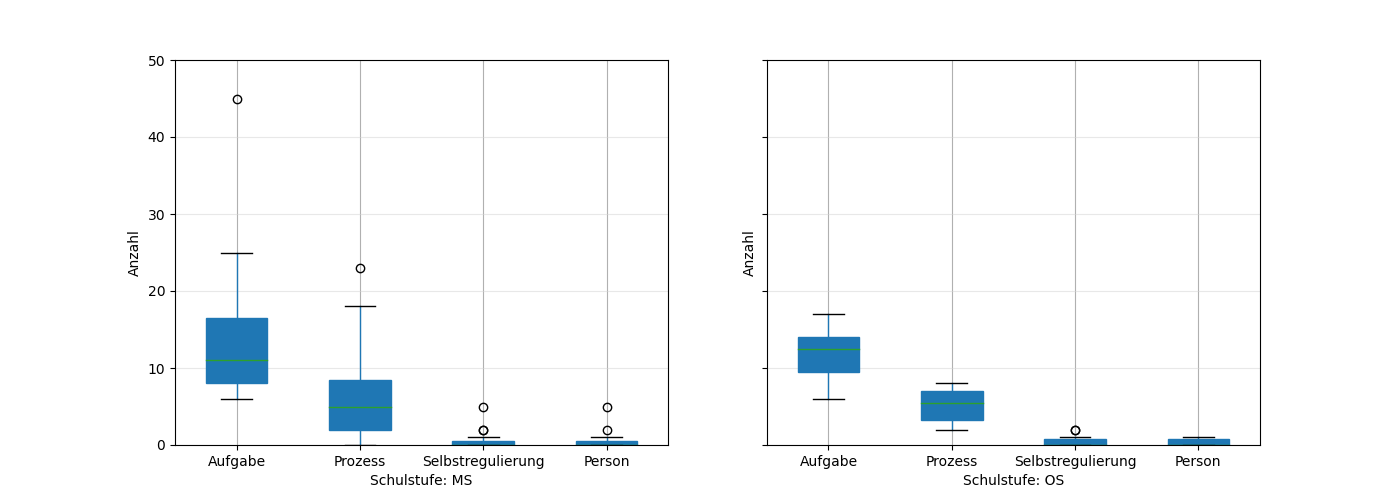 50
40
30
20
10
0
Anzahl
Aufgabe Prozess Selbstregulierung Person
Schulstufe: MS
Anzahl
Aufgabe Prozess Selbstregulierung Person
Schulstufe: OS